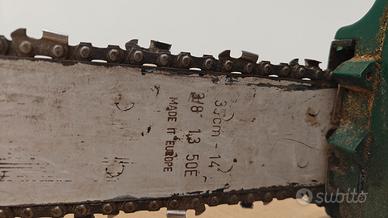 35cm - 14"
3/8" 1,3 50E
MADE IN EUROPE
subito